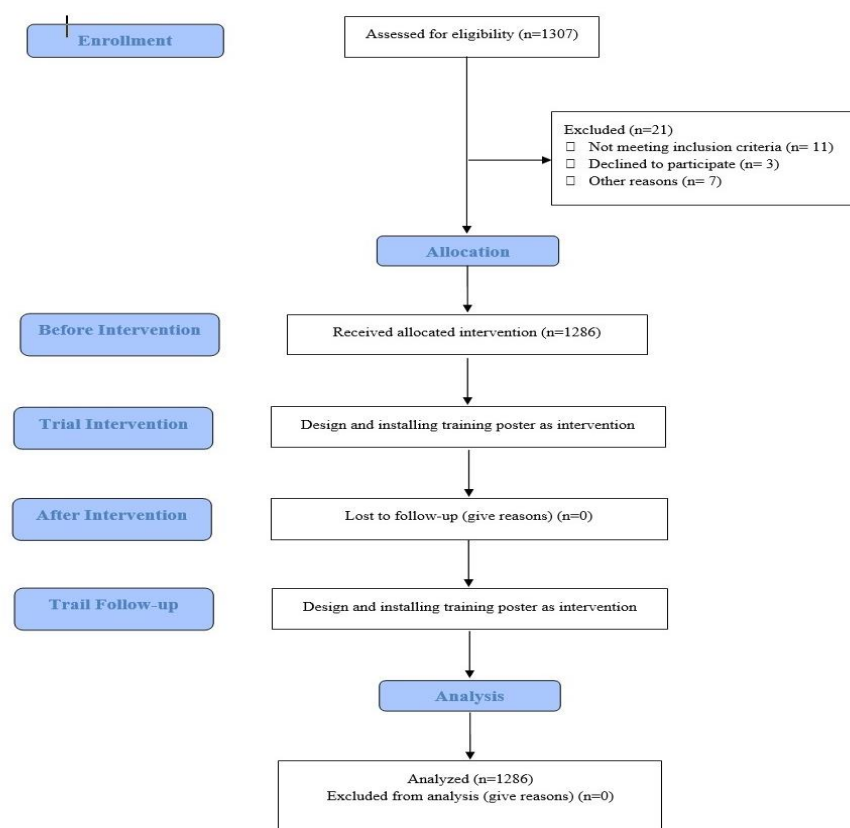 Enrollment
Assessed for eligibility (n=1307)
Excluded (n=21)
□ Not meeting inclusion criteria (n= 11)
□ Declined to participate (n= 3)
□ Other reasons (n= 7)
Allocation
Before Intervention
Received allocated intervention (n=1286)
Trial Intervention
Design and installing training poster as intervention
After Intervention
Lost to follow-up (give reasons) (n=0)
Trail Follow-up
Design and installing training poster as intervention
Analysis
Analyzed (n=1286)
Excluded from analysis (give reasons) (n=0)